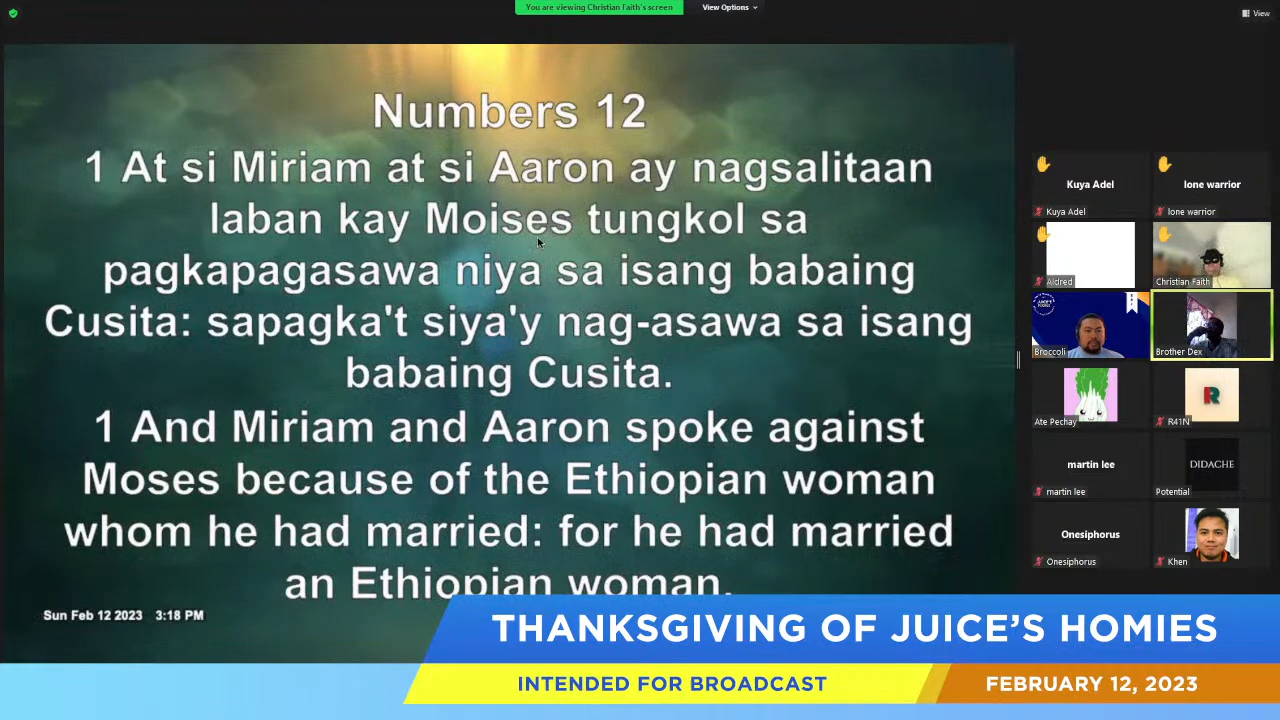 You are viewing Christian Faith's screen
View Options
View
Numbers 12
1 At si Miriam at si Aaron ay nagsalitaan
laban kay Moises tungkol sa
pagkapagasawa niya sa isang babaing
Cusita: sapagka't siya'y nag-asawa sa isang
babaing Cusita.
1 And Miriam and Aaron spoke against
Moses because of the Ethiopian woman
whom he had married: for he had married
an Ethiopian woman.
Sun Feb 12 2023 3:18 PM
Kuya Adel
Kuya Adel
lone warrior
lone warrior
Aldred
Christian Faith
Broccoli
Brother Dex
Ate Pechay
R
R41N
martin lee
martin lee
DIDACHE
Potential
Onesiphorus
Onesiphorus
Khen
THANKSGIVING OF JUICE'S HOMIES
INTENDED FOR BROADCAST
FEBRUARY 12, 2023